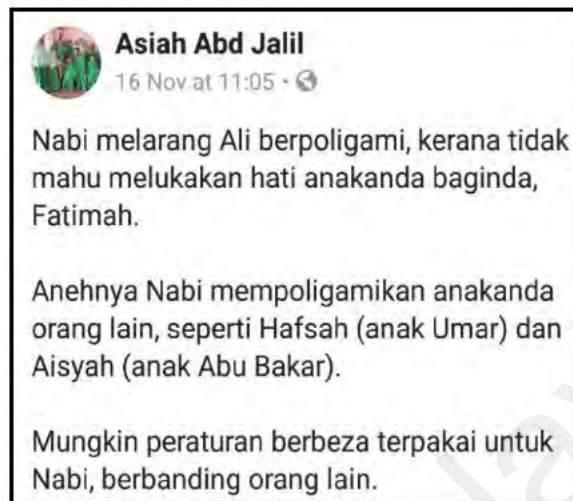 Asiah Abd Jalil
16 Nov at 11:05 ·
Nabi melarang Ali berpoligami, kerana tidak
mahu melukakan hati anakanda baginda,
Fatimah.
Anehnya Nabi mempoligamikan anakanda
orang lain, seperti Hafsah (anak Umar) dan
Aisyah (anak Abu Bakar).
Mungkin peraturan berbeza terpakai untuk
Nabi, berbanding orang lain.